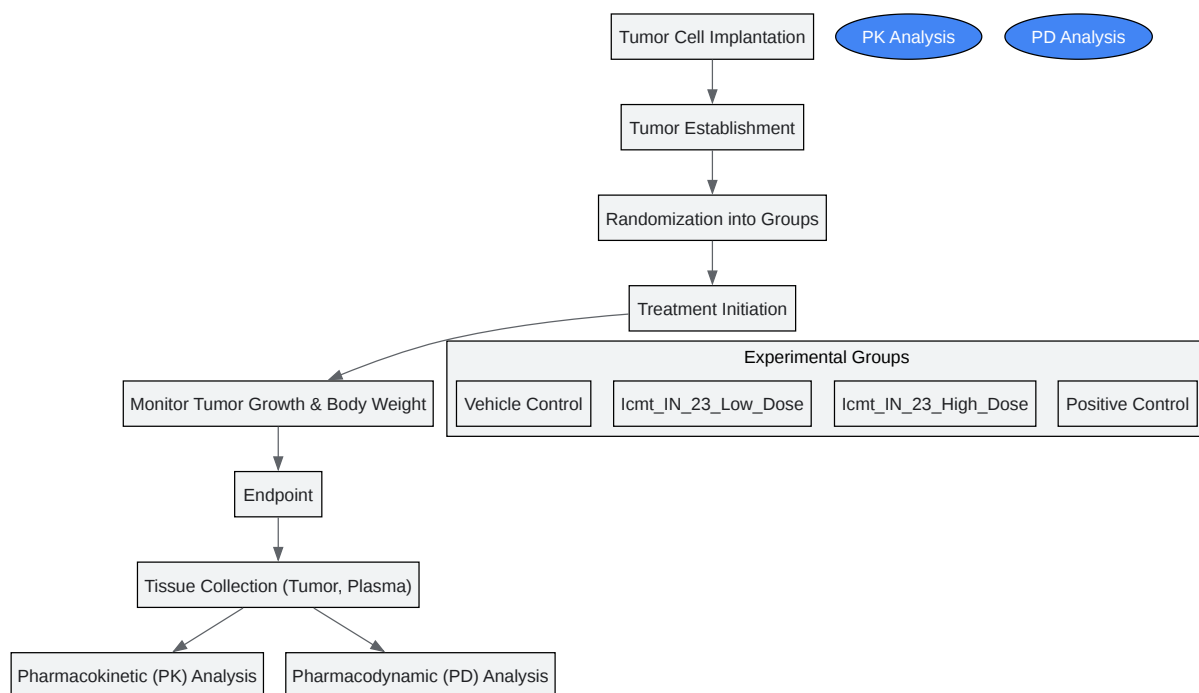 Tumor Cell Implantation
PK Analysis
PD Analysis
Tumor Establishment
Randomization into Groups
Treatment Initiation
Experimental Groups
Monitor Tumor Growth & Body Weight
Vehicle Control
Icmt_IN_23_Low_Dose
Icmt_IN_23_High_Dose
Positive Control
Endpoint
Tissue Collection (Tumor, Plasma)
Pharmacokinetic (PK) Analysis
Pharmacodynamic (PD) Analysis